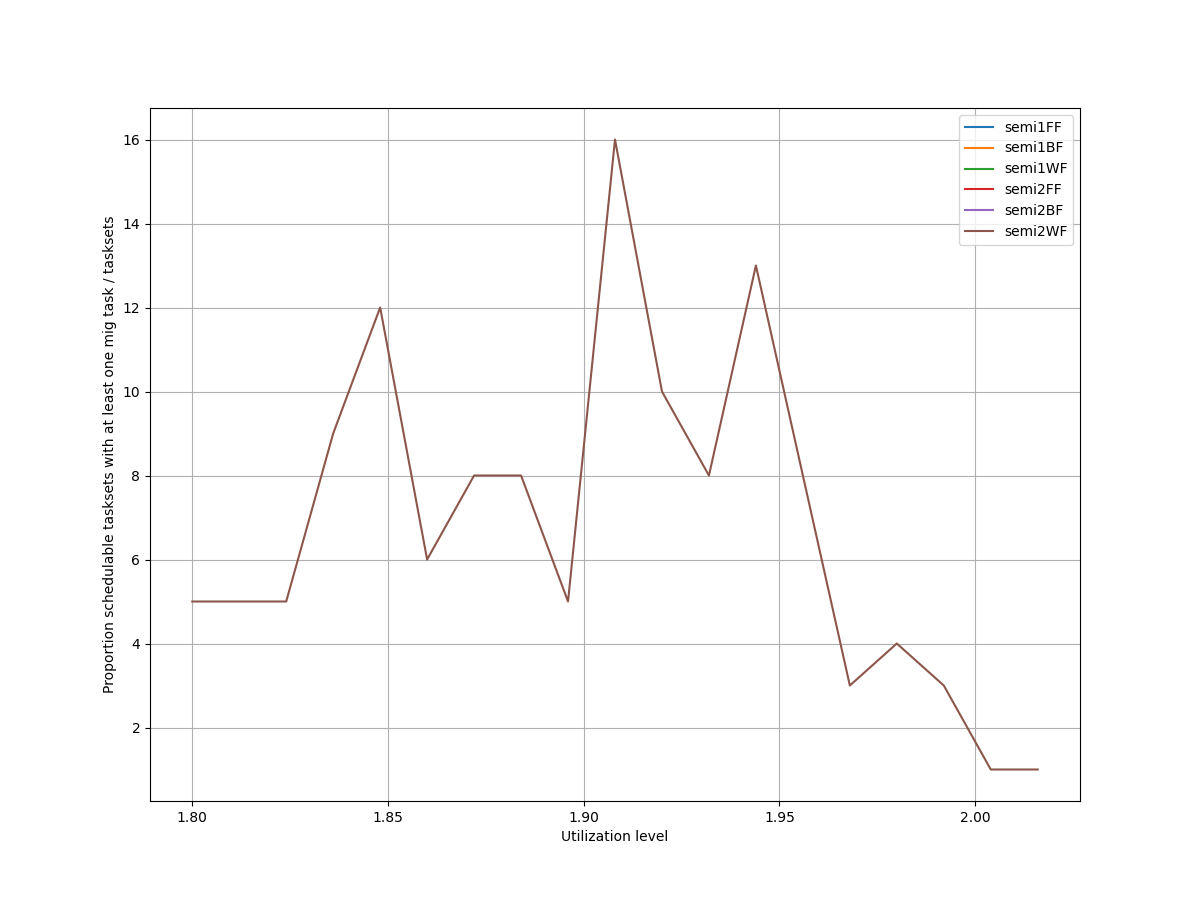 16
14
12
10
8
6
4
2
Proportion schedulable tasksets with at least one mig task / tasksets
semi1FF
semi1BF
semi1WF
semi2FF
semi2BF
semi2WF
1.80 1.85 1.90 1.95 2.00
Utilization level